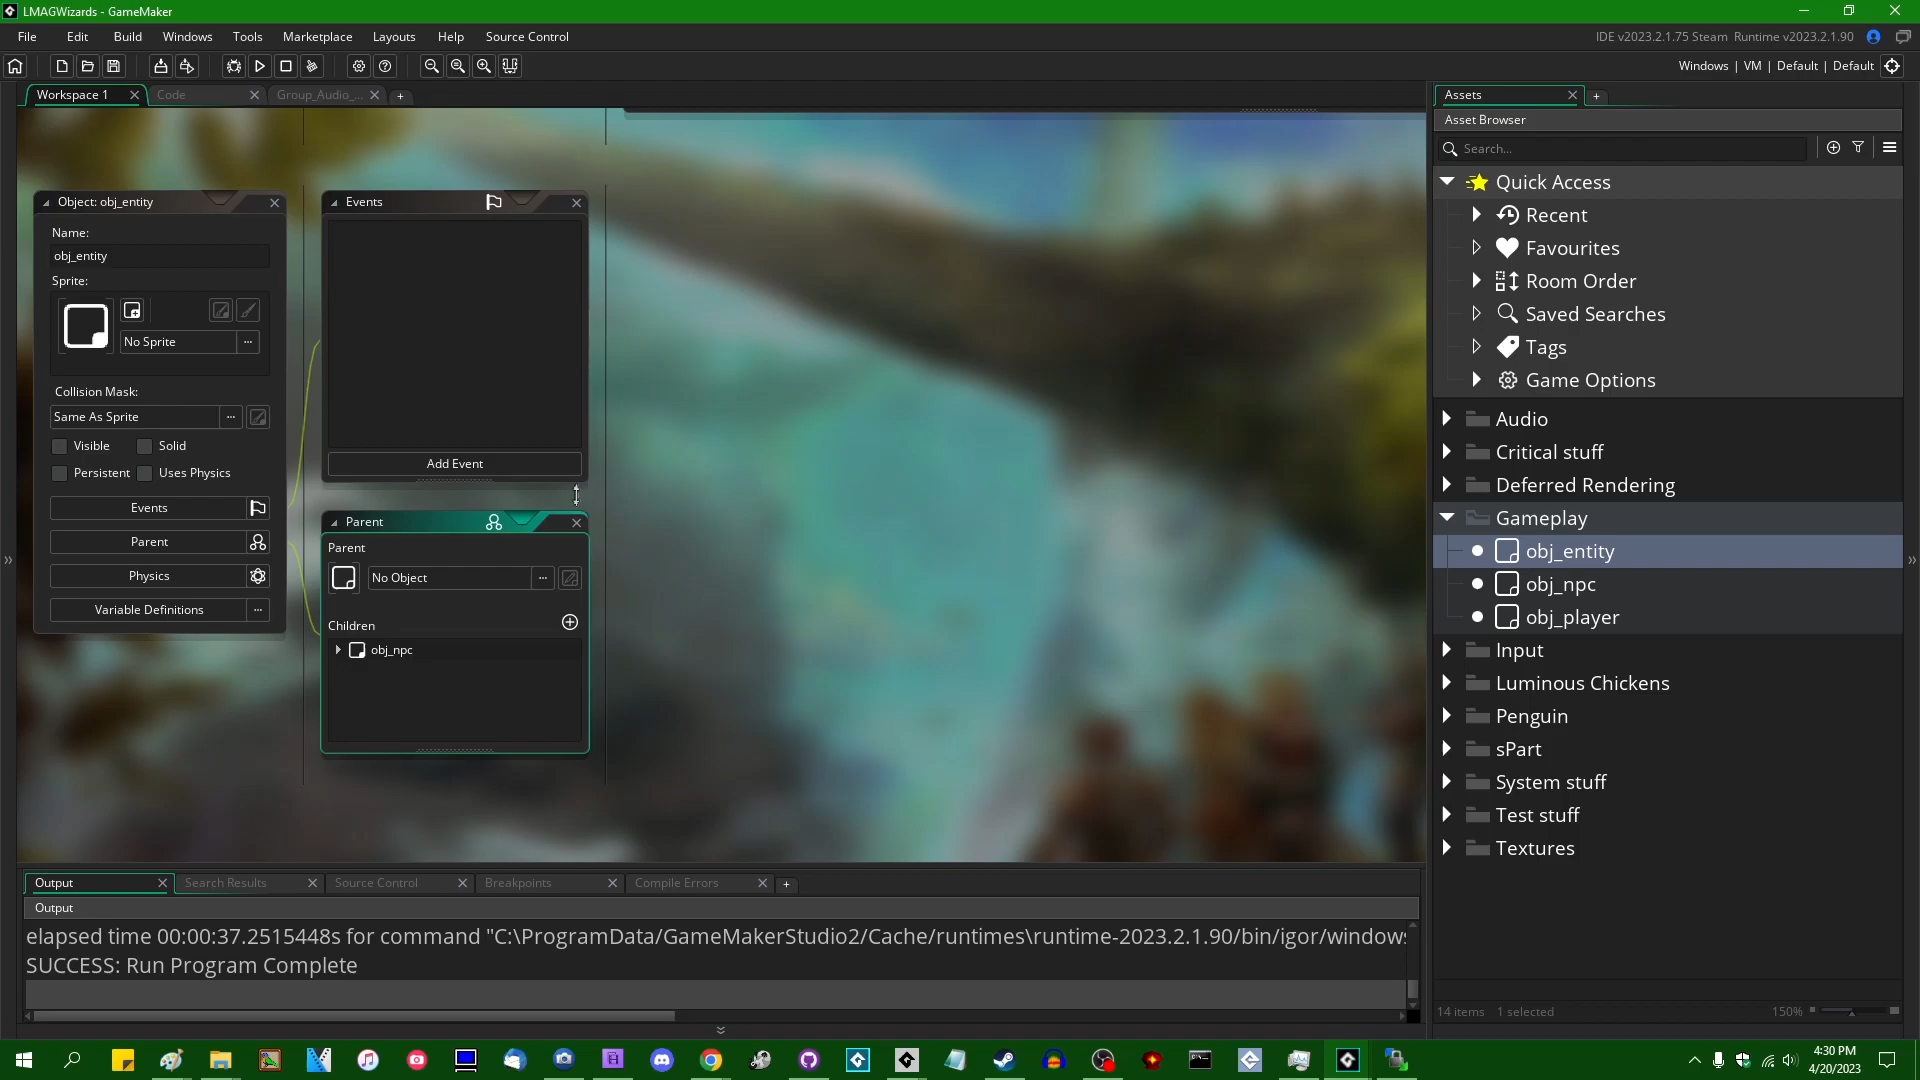 LMAGWizards - GameMaker
File Edit Build Windows Tools Marketplace Layouts Help Source Control
IDE v2023.2.1.75 Steam Runtime v2023.2.1.90
Windows | VM | Default | Default
Workspace 1 Code Group_Audio_...
Assets
Asset Browser
Search...
Quick Access
Recent
Favourites
Room Order
Saved Searches
Tags
Game Options
Audio
Critical stuff
Deferred Rendering
Gameplay
obj_entity
obj_npc
obj_player
Input
Luminous Chickens
Penguin
sPart
System stuff
Test stuff
Textures
14 items 1 selected
150%
Object: obj_entity
Name:
obj_entity
Sprite:
No Sprite
Collision Mask:
Same As Sprite
Visible Solid
Persistent Uses Physics
Events
Parent
Physics
Variable Definitions
Events
Add Event
Parent
Parent
No Object
Children
obj_npc
Output Search Results Source Control Breakpoints Compile Errors
Output
elapsed time 00:00:37.2515448s for command "C:\ProgramData/GameMakerStudio2/Cache/runtimes\runtime-2023.2.1.90/bin/igor/windows
SUCCESS: Run Program Complete
4:30 PM
4/20/2023